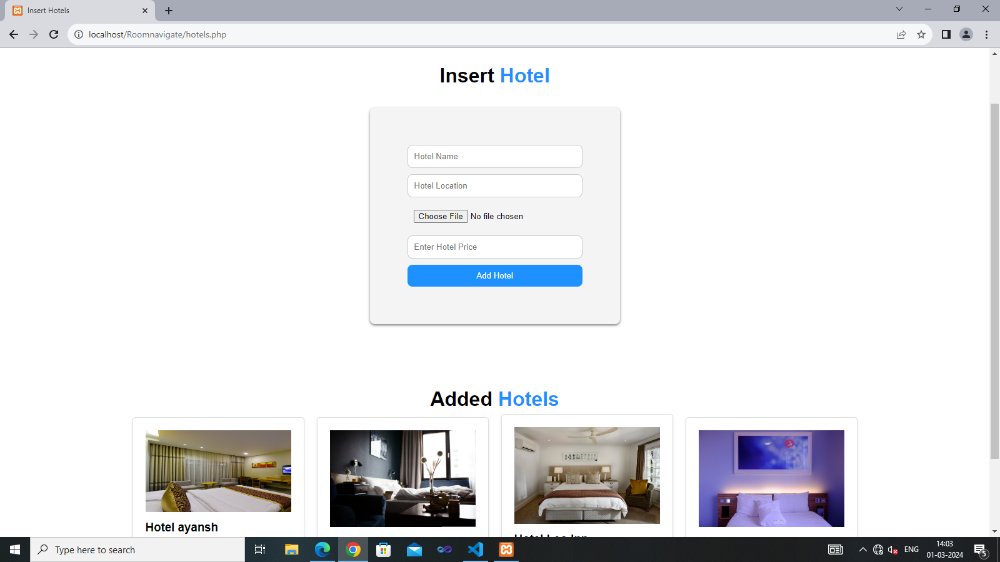 Insert Hotels
localhost/Roomnavigate/hotels.php
Insert Hotel
Hotel Name
Hotel Location
Choose File No file chosen
Enter Hotel Price
Add Hotel
Added Hotels
Hotel ayansh
Type here to search
ENG
14:03
01-03-2024
5